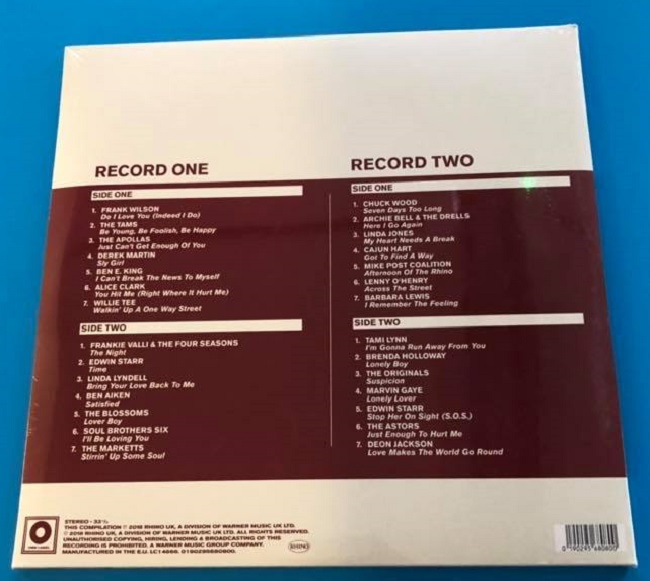 RECORD ONE
SIDE ONE
1. FRANK WILSON
Do I Love You (Indeed I Do)
2. THE TAMS
Be Young, Be Foolish, Be Happy
3. THE APOLLAS
Just Can't Get Enough Of You
4. DEREK MARTIN
Sly Girl
5. BEN E. KING
I Can't Break The News To Myself
6. ALICE CLARK
You Hit Me (Right Where It Hurt Me)
7. WILLIE TEE
Walkin' Up A One Way Street
SIDE TWO
1. FRANKIE VALLI & THE FOUR SEASONS
The Night
2. EDWIN STARR
Time
3. LINDA LYNDELL
Bring Your Love Back To Me
4. BEN AIKEN
Satisfied
5. THE BLOSSOMS
Lover Boy
6. SOUL BROTHERS SIX
I'll Be Loving You
7. THE MARKETTS
Stirrin' Up Some Soul
RECORD TWO
SIDE ONE
1. CHUCK WOOD
Seven Days Too Long
2. ARCHIE BELL & THE DRELLS
Here I Go Again
3. LINDA JONES
My Heart Needs A Break
4. CAJUN HART
Got To Find A Way
5. MIKE POST COALITION
Afternoon Of The Rhino
6. LENNY O'HENRY
Across The Street
7. BARBARA LEWIS
I Remember The Feeling
SIDE TWO
1. TAMI LYNN
I'm Gonna Run Away From You
2. BRENDA HOLLOWAY
Lonely Boy
3. THE ORIGINALS
Suspicion
4. MARVIN GAYE
Lonely Lover
5. EDWIN STARR
Stop Her On Sight (S.O.S.)
6. THE ASTORS
Just Enough To Hurt Me
7. DEON JACKSON
Love Makes The World Go Round
STEREO - 33 1/3
THIS COMPILATION ℗ 2018 RHINO UK, A DIVISION OF WARNER MUSIC UK LTD.
© 2018 RHINO UK, A DIVISION OF WARNER MUSIC UK LTD. ALL RIGHTS RESERVED.
UNAUTHORISED COPYING, HIRING, LENDING & BROADCASTING OF THIS
RECORDING IS PROHIBITED. A WARNER MUSIC GROUP COMPANY.
MANUFACTURED IN THE E.U. LC14666. 0190295680800.
RHINO
0 190295 680800